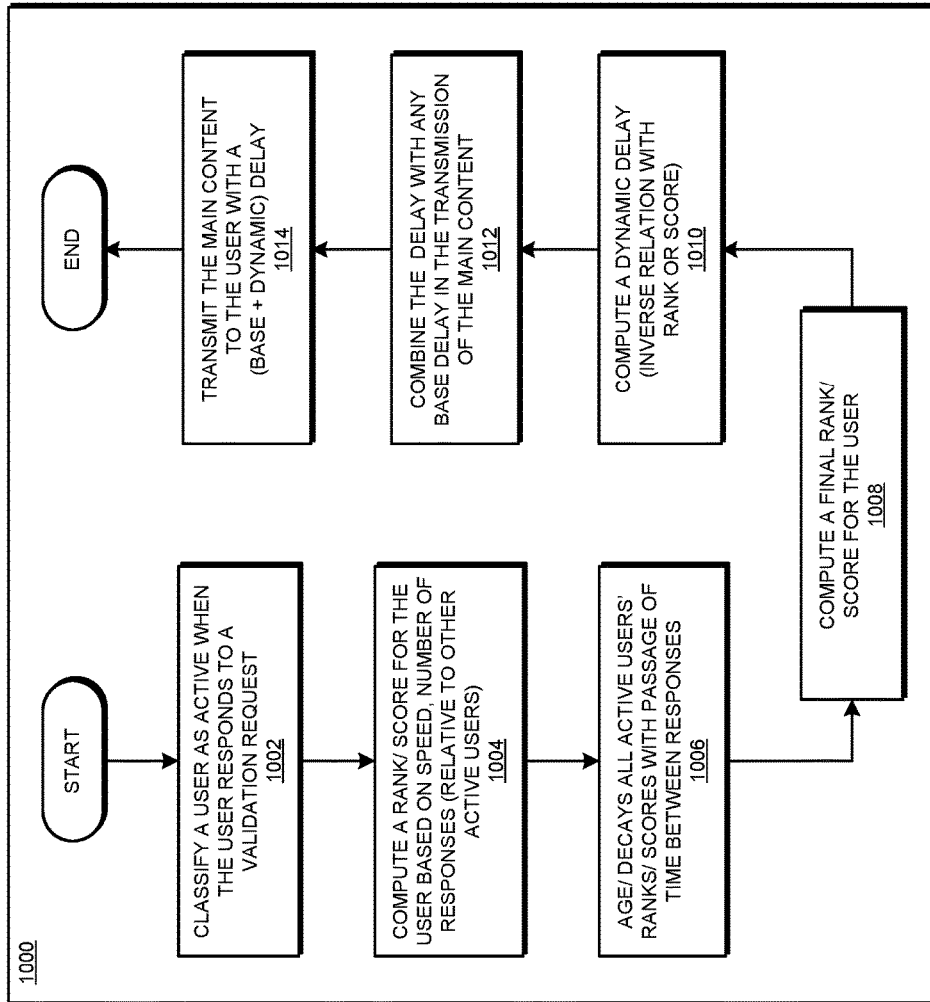 1000
START
CLASSIFY A USER AS ACTIVE WHEN
THE USER RESPONDS TO A
VALIDATION REQUEST
1002
COMPUTE A RANK/ SCORE FOR THE
USER BASED ON SPEED, NUMBER OF
RESPONSES (RELATIVE TO OTHER
ACTIVE USERS)
1004
AGE/ DECAYS ALL ACTIVE USERS'
RANKS/ SCORES WITH PASSAGE OF
TIME BETWEEN RESPONSES
1006
COMPUTE A FINAL RANK/
SCORE FOR THE USER
1008
COMPUTE A DYNAMIC DELAY
(INVERSE RELATION WITH
RANK OR SCORE)
1010
COMBINE THE DELAY WITH ANY
BASE DELAY IN THE TRANSMISSION
OF THE MAIN CONTENT
1012
TRANSMIT THE MAIN CONTENT
TO THE USER WITH A
(BASE + DYNAMIC) DELAY
1014
END